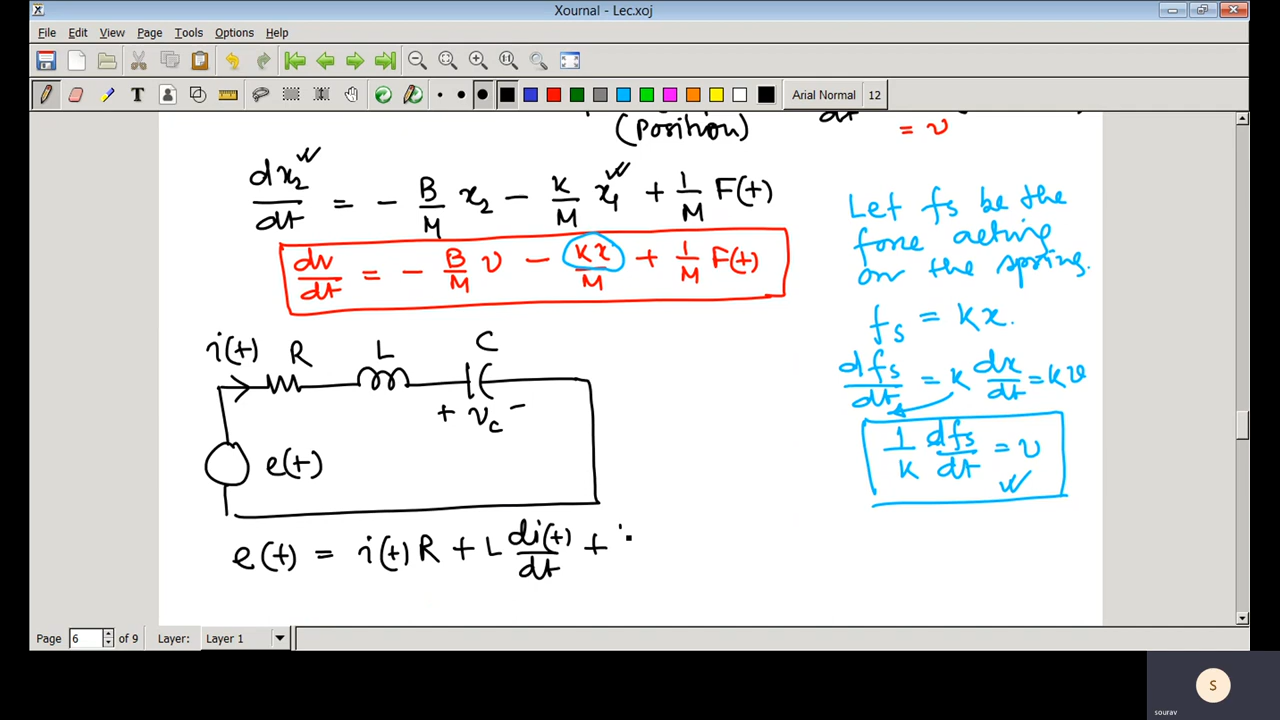 Xournal - Lec.xoj
File Edit View Page Tools Options Help
Arial Normal 12
(Position)
dt
= v
dx₂/dt = - B/M x₂ - K/M x₁ + 1/M F(t)
dv/dt = - B/M v - Kx/M + 1/M F(t)
Let fs be the
force acting
on the spring.
fs = Kx.
dfs/dt = K dx/dt = Kv
1/K dfs/dt = v
i(t) R L C
+ vc -
e(t)
e(t) = i(t) R + L di(t)/dt +
Page 6 of 9 Layer: Layer 1
S
sourav